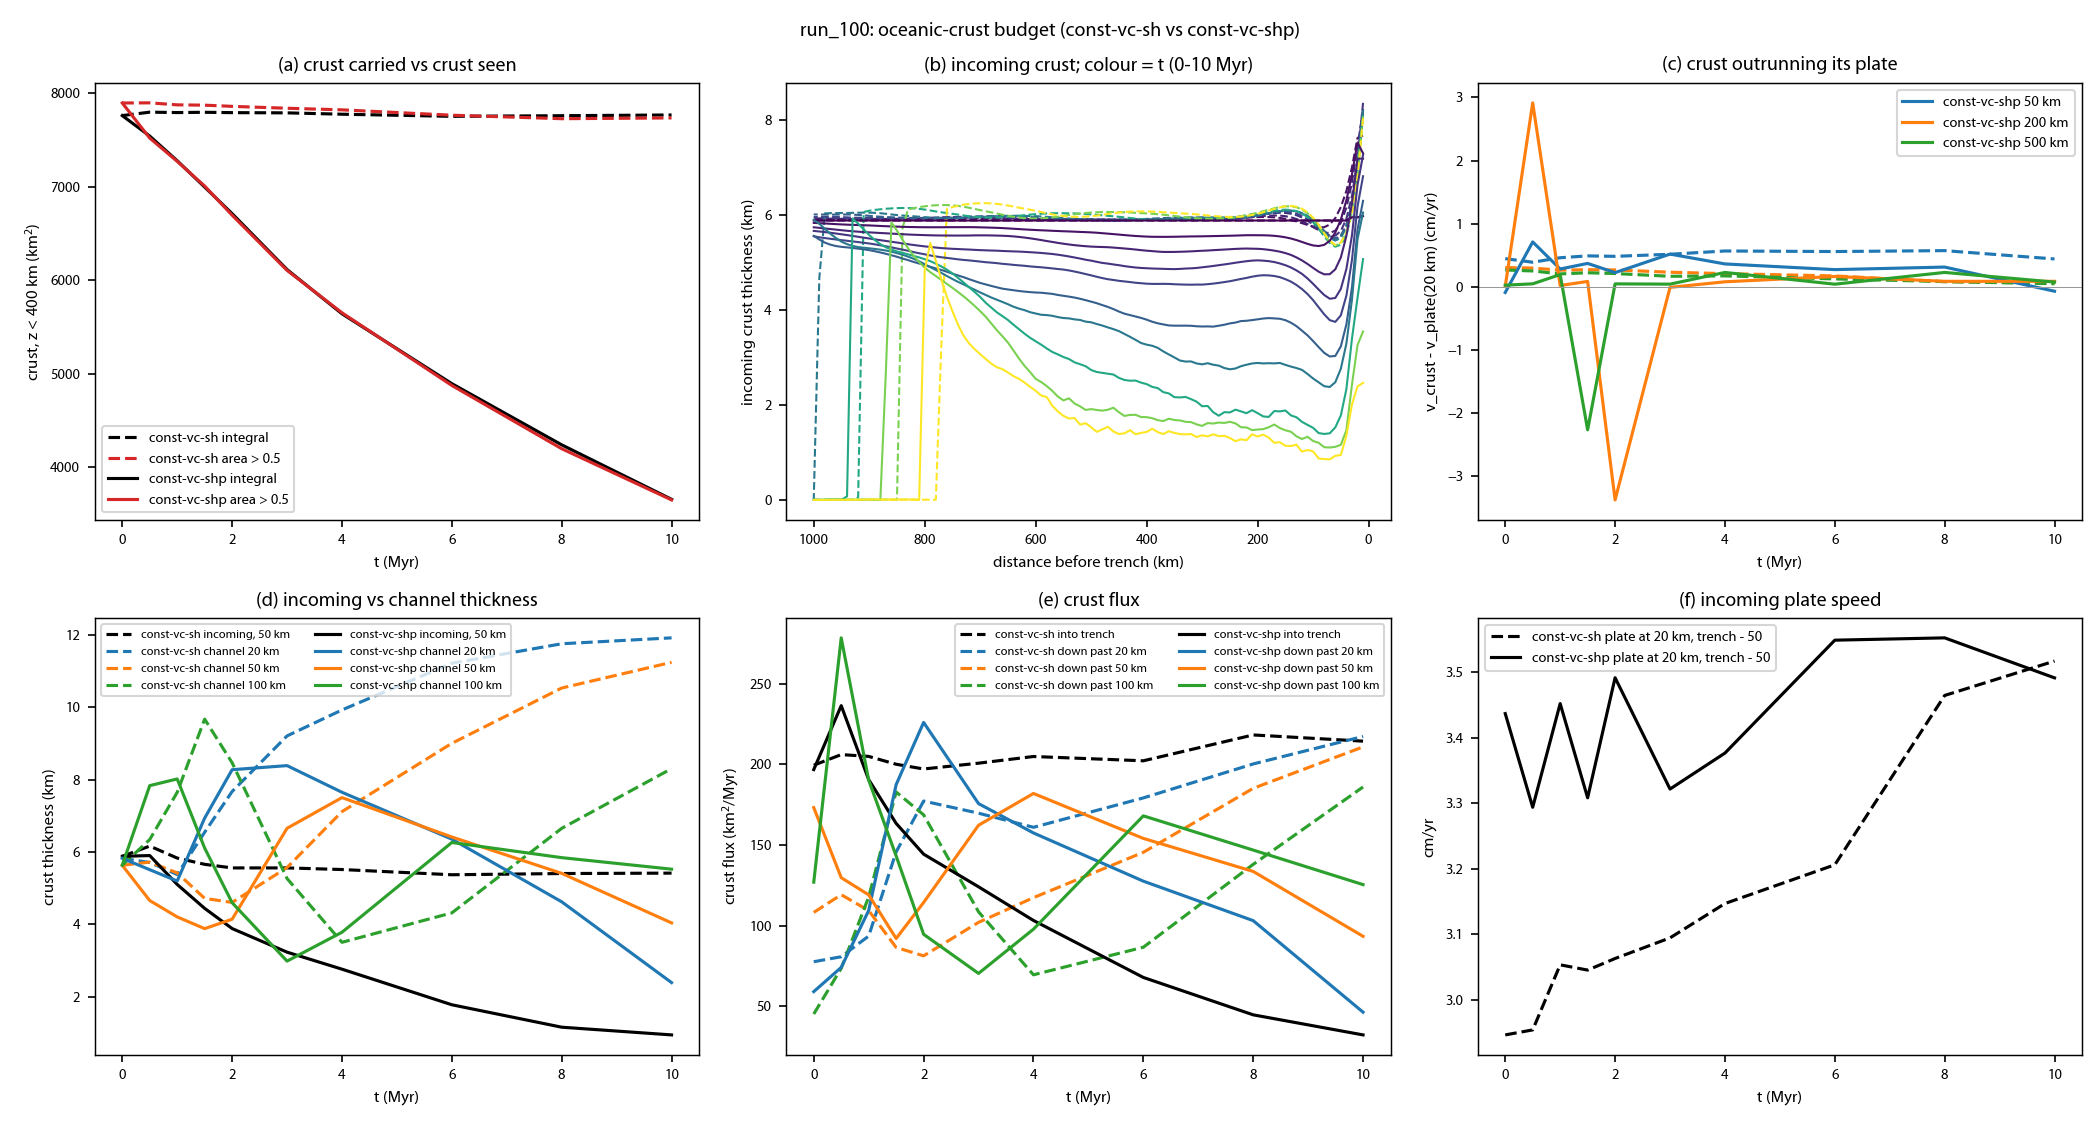 run_100: oceanic-crust budget (const-vc-sh vs const-vc-shp)
(a) crust carried vs crust seen
crust, z < 400 km (km²)
8000
7000
6000
5000
4000
const-vc-sh integral
const-vc-sh area > 0.5
const-vc-shp integral
const-vc-shp area > 0.5
0 2 4 6 8 10
t (Myr)
(b) incoming crust; colour = t (0-10 Myr)
incoming crust thickness (km)
8
6
4
2
0
1000 800 600 400 200 0
distance before trench (km)
(c) crust outrunning its plate
v_crust - v_plate(20 km) (cm/yr)
3
2
1
0
−1
−2
−3
const-vc-shp 50 km
const-vc-shp 200 km
const-vc-shp 500 km
0 2 4 6 8 10
t (Myr)
(d) incoming vs channel thickness
crust thickness (km)
12
10
8
6
4
2
const-vc-sh incoming, 50 km
const-vc-sh channel 20 km
const-vc-sh channel 50 km
const-vc-sh channel 100 km
const-vc-shp incoming, 50 km
const-vc-shp channel 20 km
const-vc-shp channel 50 km
const-vc-shp channel 100 km
0 2 4 6 8 10
t (Myr)
(e) crust flux
crust flux (km²/Myr)
250
200
150
100
50
const-vc-sh into trench
const-vc-sh down past 20 km
const-vc-sh down past 50 km
const-vc-sh down past 100 km
const-vc-shp into trench
const-vc-shp down past 20 km
const-vc-shp down past 50 km
const-vc-shp down past 100 km
0 2 4 6 8 10
t (Myr)
(f) incoming plate speed
cm/yr
3.5
3.4
3.3
3.2
3.1
3.0
const-vc-sh plate at 20 km, trench - 50
const-vc-shp plate at 20 km, trench - 50
0 2 4 6 8 10
t (Myr)